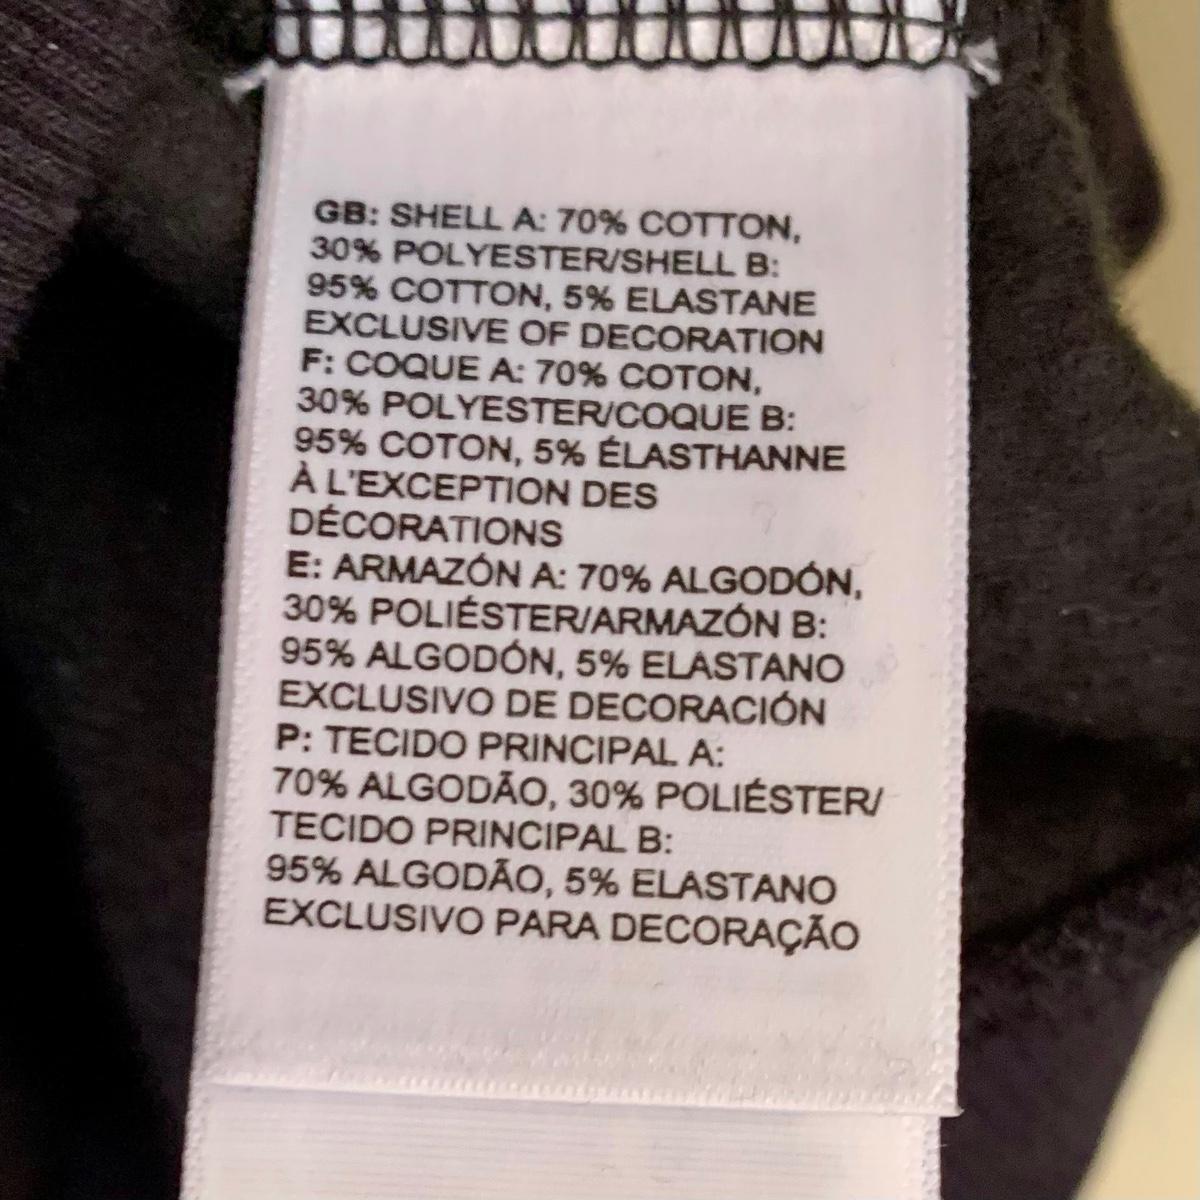 GB: SHELL A: 70% COTTON,
30% POLYESTER/SHELL B:
95% COTTON, 5% ELASTANE
EXCLUSIVE OF DECORATION
F: COQUE A: 70% COTON,
30% POLYESTER/COQUE B:
95% COTON, 5% ÉLASTHANNE
À L'EXCEPTION DES
DÉCORATIONS
E: ARMAZÓN A: 70% ALGODÓN,
30% POLIÉSTER/ARMAZÓN B:
95% ALGODÓN, 5% ELASTANO
EXCLUSIVO DE DECORACIÓN
P: TECIDO PRINCIPAL A:
70% ALGODÃO, 30% POLIÉSTER/
TECIDO PRINCIPAL B:
95% ALGODÃO, 5% ELASTANO
EXCLUSIVO PARA DECORAÇÃO